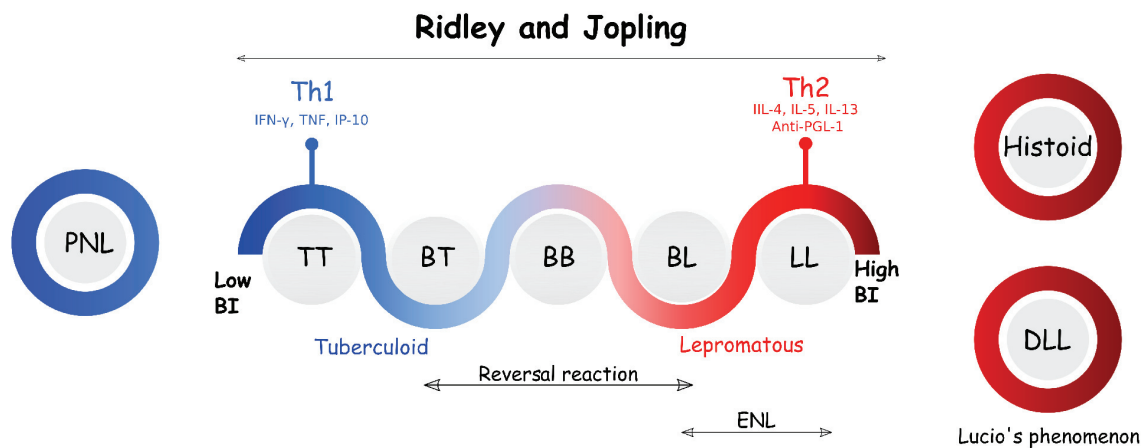 Ridley and Jopling
Th1
IFN-γ, TNF, IP-10
Th2
IIL-4, IL-5, IL-13
Anti-PGL-1
PNL
TT
BT
BB
BL
LL
Histoid
Low
BI
High
BI
Tuberculoid
Lepromatous
Reversal reaction
ENL
DLL
Lucio's phenomenon